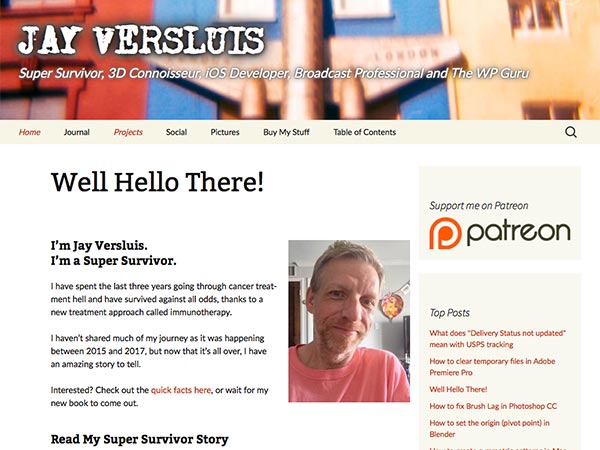 JAY VERSLUIS
Super Survivor, 3D Connoisseur, iOS Developer, Broadcast Professional and The WP Guru
LONDON
Home
Journal
Projects
Social
Pictures
Buy My Stuff
Table of Contents
Well Hello There!
I'm Jay Versluis.
I'm a Super Survivor.
I have spent the last three years going through cancer treat-
ment hell and have survived against all odds, thanks to a
new treatment approach called immunotherapy.
I haven't shared much of my journey as it was happening
between 2015 and 2017, but now that it's all over, I have
an amazing story to tell.
Interested? Check out the quick facts here, or wait for my
new book to come out.
Read My Super Survivor Story
Support me on Patreon
patreon
Top Posts
What does "Delivery Status not updated"
mean with USPS tracking
How to clear temporary files in Adobe
Premiere Pro
Well Hello There!
How to fix Brush Lag in Photoshop CC
How to set the origin (pivot point) in
Blender